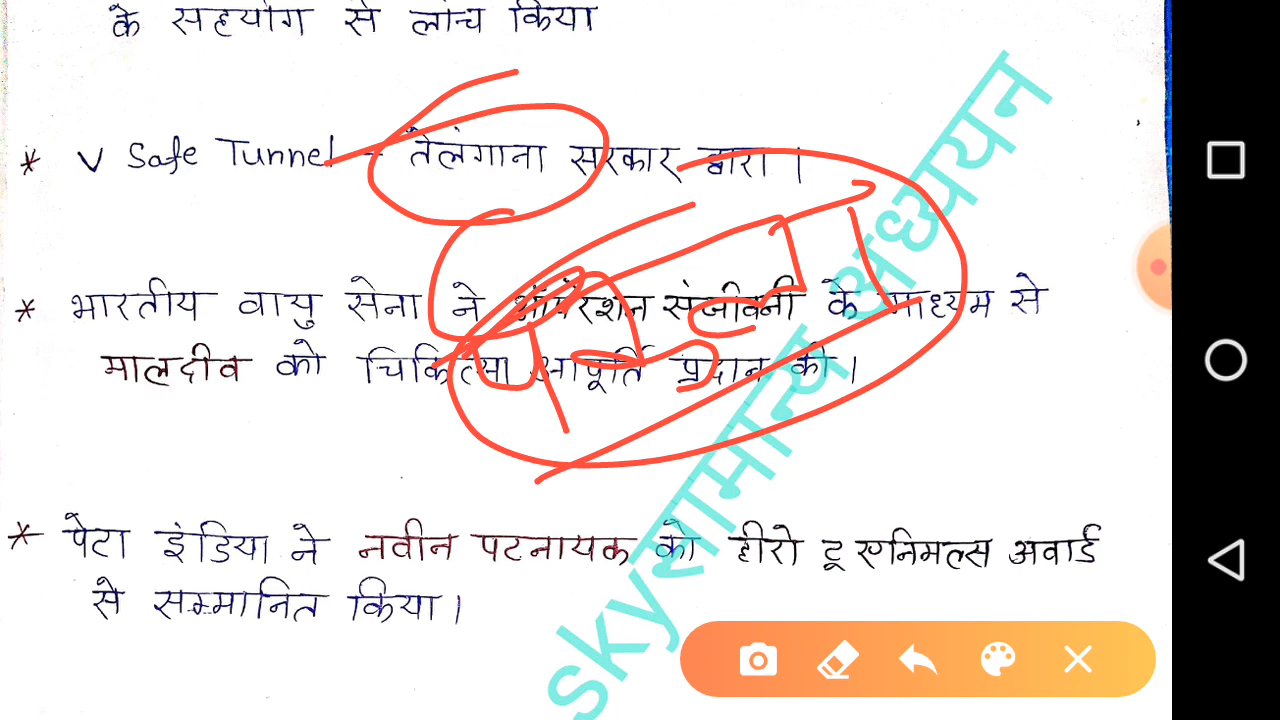 के सहयोग से लांच किया
* V Safe Tunnel - तेलंगाना सरकार द्वारा ।
* भारतीय वायु सेना ने ऑपरेशन संजीवनी के माध्यम से
मालदीव को चिकित्सा आपूर्ति प्रदान की ।
* पेटा इंडिया ने नवीन पटनायक को हीरो टू एनिमल्स अवार्ड
से सम्मानित किया ।
skyसामान्य अध्ययन